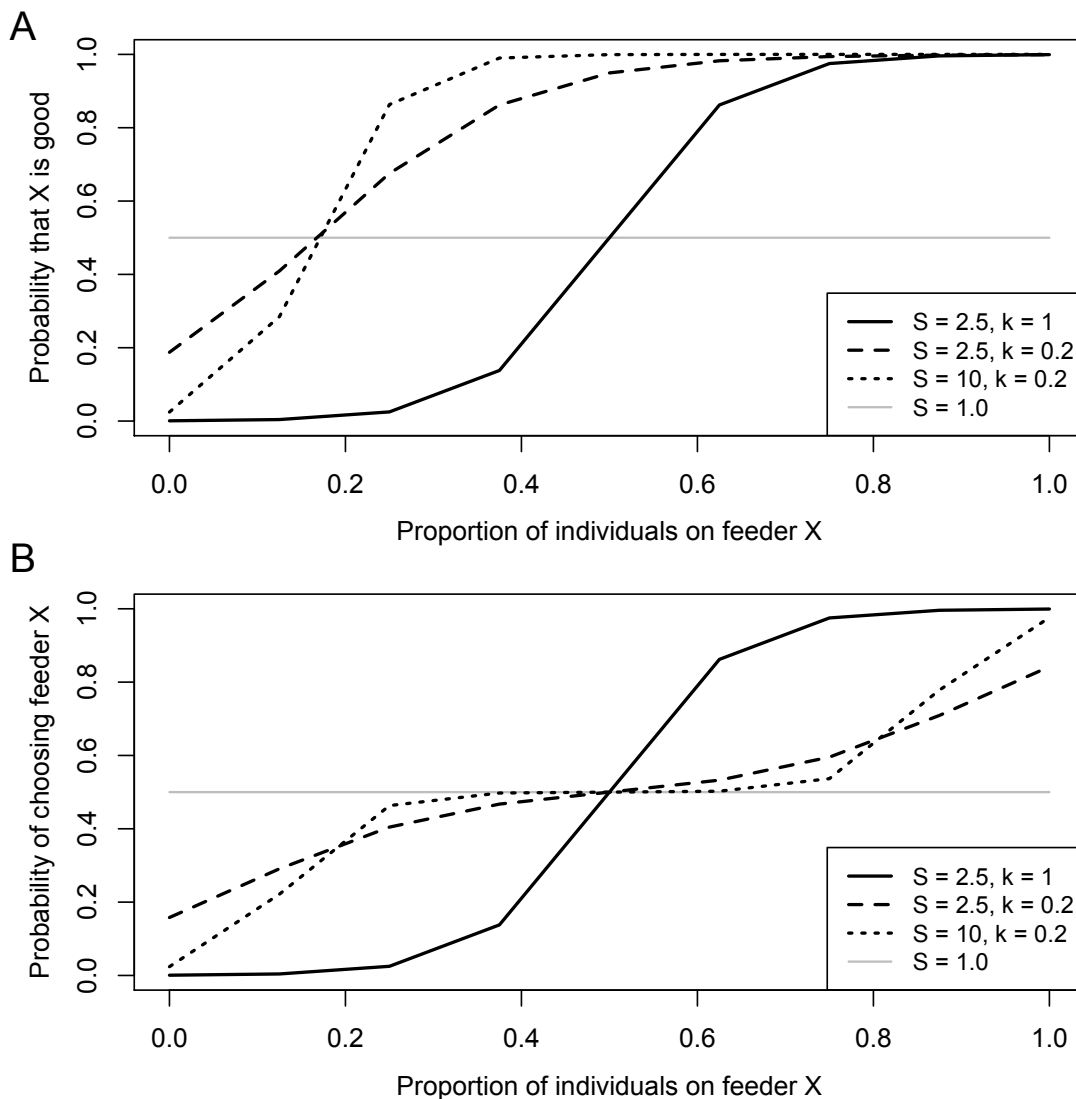 A
Probability that X is good
0.0 0.2 0.4 0.6 0.8 1.0
S = 2.5, k = 1
S = 2.5, k = 0.2
S = 10, k = 0.2
S = 1.0
0.0 0.2 0.4 0.6 0.8 1.0
Proportion of individuals on feeder X
B
Probability of choosing feeder X
0.0 0.2 0.4 0.6 0.8 1.0
S = 2.5, k = 1
S = 2.5, k = 0.2
S = 10, k = 0.2
S = 1.0
0.0 0.2 0.4 0.6 0.8 1.0
Proportion of individuals on feeder X